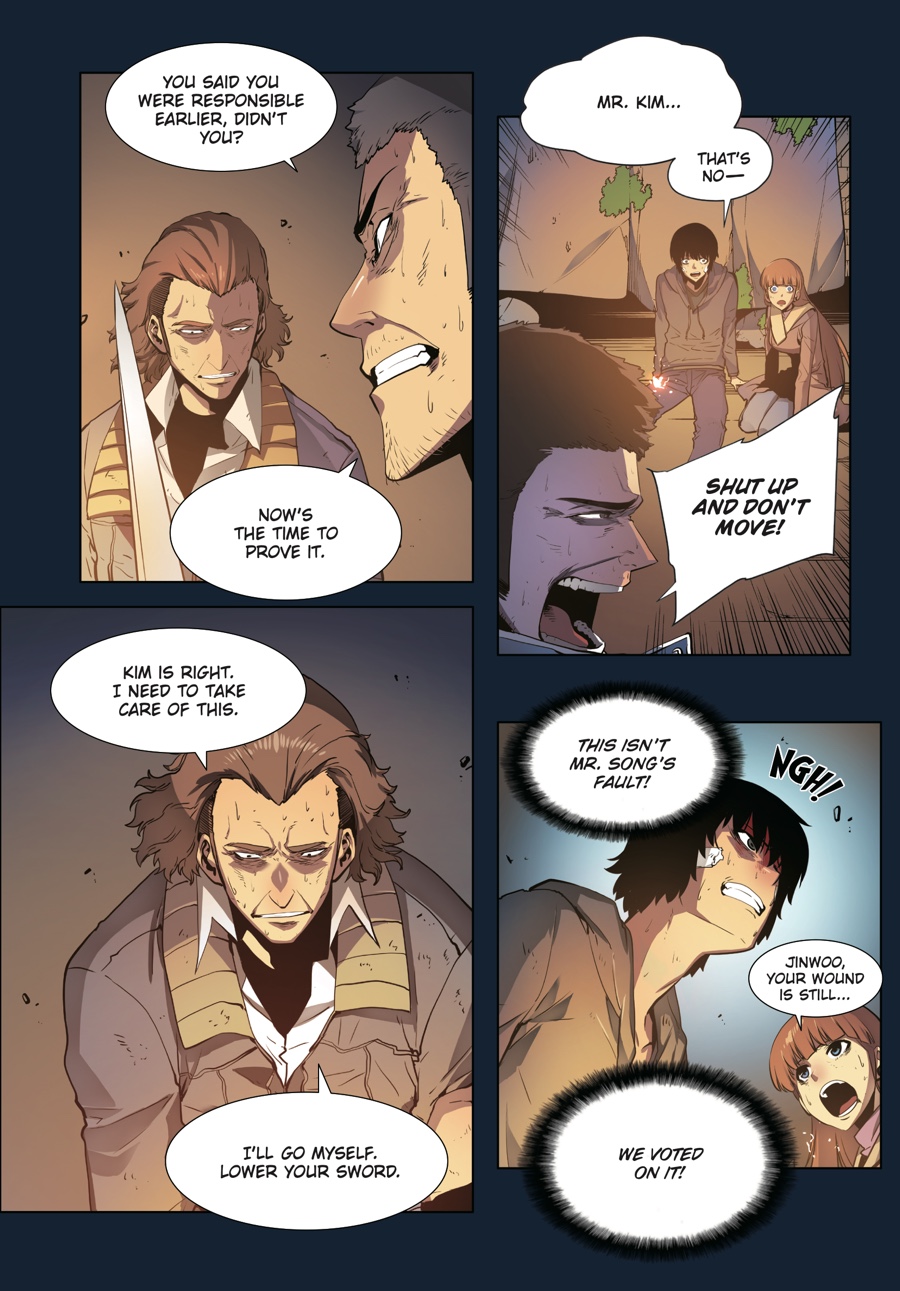 YOU SAID YOU
WERE RESPONSIBLE
EARLIER, DIDN'T
YOU?
NOW'S
THE TIME TO
PROVE IT.
MR. KIM...
THAT'S
NO—
SHUT UP
AND DON'T
MOVE!
KIM IS RIGHT.
I NEED TO TAKE
CARE OF THIS.
I'LL GO MYSELF.
LOWER YOUR SWORD.
THIS ISN'T
MR. SONG'S
FAULT!
NGH!
JINWOO,
YOUR WOUND
IS STILL...
WE VOTED
ON IT!